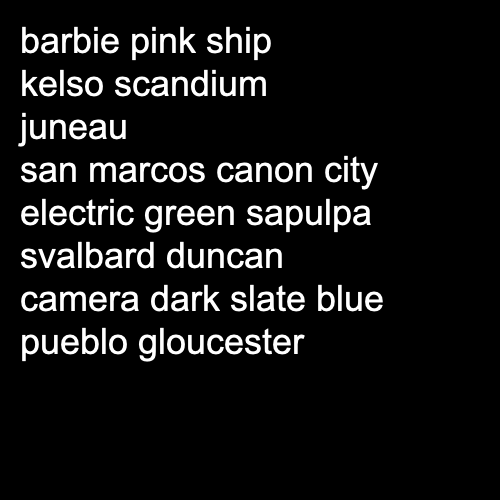 barbie pink ship
kelso scandium
juneau
san marcos canon city
electric green sapulpa
svalbard duncan
camera dark slate blue
pueblo gloucester